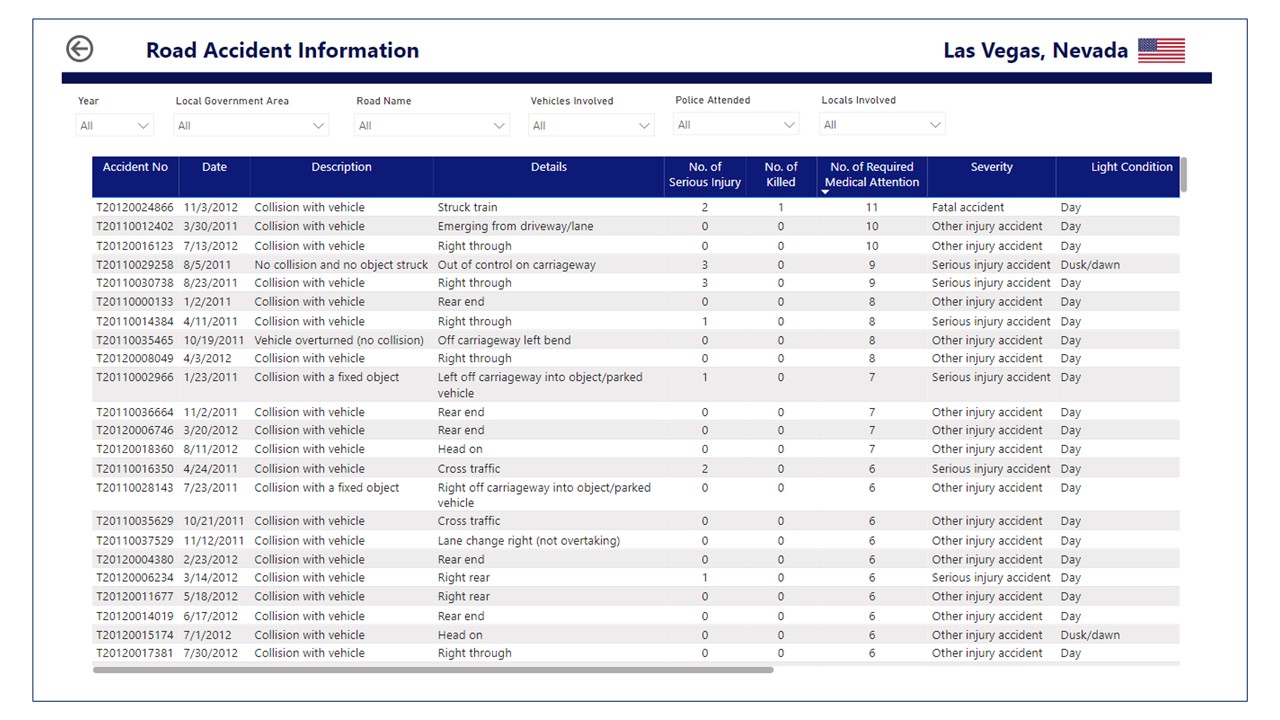 Road Accident Information Las Vegas, Nevada
Year Local Government Area Road Name Vehicles Involved Police Attended Locals Involved
All All All All All All
Accident No Date Description Details No. of Serious Injury No. of Killed No. of Required Medical Attention Severity Light Condition
T20120024866 11/3/2012 Collision with vehicle Struck train 2 1 11 Fatal accident Day
T20110012402 3/30/2011 Collision with vehicle Emerging from driveway/lane 0 0 10 Other injury accident Day
T20120016123 7/13/2012 Collision with vehicle Right through 0 0 10 Other injury accident Day
T20110029258 8/5/2011 No collision and no object struck Out of control on carriageway 3 0 9 Serious injury accident Dusk/dawn
T20110030738 8/23/2011 Collision with vehicle Right through 3 0 9 Serious injury accident Day
T20110000133 1/2/2011 Collision with vehicle Rear end 0 0 8 Other injury accident Day
T20110014384 4/11/2011 Collision with vehicle Right through 1 0 8 Serious injury accident Day
T20110035465 10/19/2011 Vehicle overturned (no collision) Off carriageway left bend 0 0 8 Other injury accident Day
T20120008049 4/3/2012 Collision with vehicle Right through 0 0 8 Other injury accident Day
T20110002966 1/23/2011 Collision with a fixed object Left off carriageway into object/parked vehicle 1 0 7 Serious injury accident Day
T20110036664 11/2/2011 Collision with vehicle Rear end 0 0 7 Other injury accident Day
T20120006746 3/20/2012 Collision with vehicle Rear end 0 0 7 Other injury accident Day
T20120018360 8/11/2012 Collision with vehicle Head on 0 0 7 Other injury accident Day
T20110016350 4/24/2011 Collision with vehicle Cross traffic 2 0 6 Serious injury accident Day
T20110028143 7/23/2011 Collision with a fixed object Right off carriageway into object/parked vehicle 0 0 6 Other injury accident Day
T20110035629 10/21/2011 Collision with vehicle Cross traffic 0 0 6 Other injury accident Day
T20110037529 11/12/2011 Collision with vehicle Lane change right (not overtaking) 0 0 6 Other injury accident Day
T20120004380 2/23/2012 Collision with vehicle Rear end 0 0 6 Other injury accident Day
T20120006234 3/14/2012 Collision with vehicle Right rear 1 0 6 Serious injury accident Day
T20120011677 5/18/2012 Collision with vehicle Right rear 0 0 6 Other injury accident Day
T20120014019 6/17/2012 Collision with vehicle Rear end 0 0 6 Other injury accident Day
T20120015174 7/1/2012 Collision with vehicle Head on 0 0 6 Other injury accident Dusk/dawn
T20120017381 7/30/2012 Collision with vehicle Right through 0 0 6 Other injury accident Day